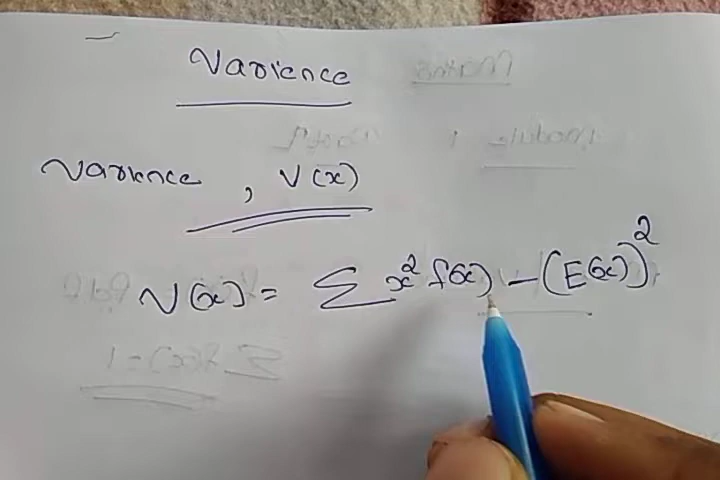 Varience
Varience, V(x)
V(x) = ∑ x² f(x) - (E(x))²